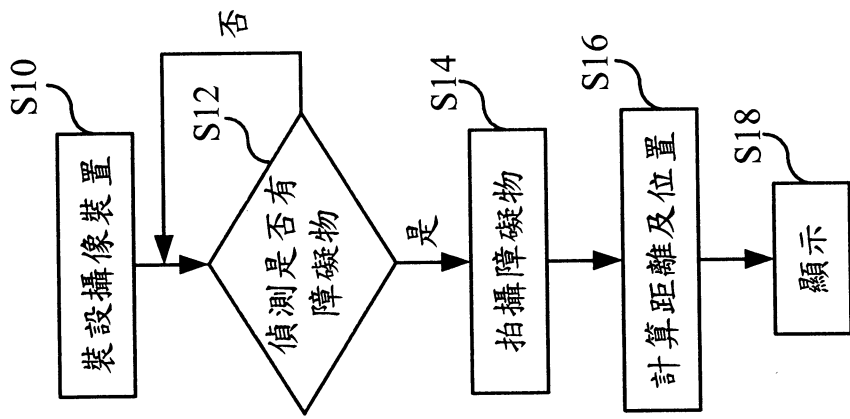 S10
裝設攝像裝置
否
S12
偵測是否有
障礙物
是
S14
拍攝障礙物
S16
計算距離及位置
S18
顯示